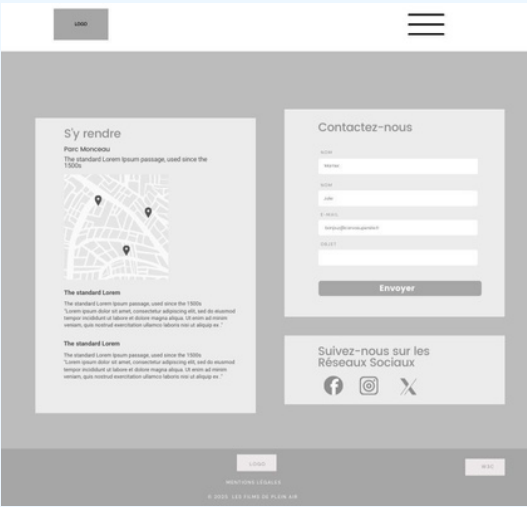 LOGO
S'y rendre
Parc Monceau
The standard Lorem Ipsum passage, used since the
1500s
The standard Lorem
The standard Lorem Ipsum passage, used since the 1500s
"Lorem ipsum dolor sit amet, consectetur adipiscing elit, sed do eiusmod
tempor incididunt ut labore et dolore magna aliqua. Ut enim ad minim
veniam, quis nostrud exercitation ullamco laboris nisi ut aliquip ex ."
The standard Lorem
The standard Lorem Ipsum passage, used since the 1500s
"Lorem ipsum dolor sit amet, consectetur adipiscing elit, sed do eiusmod
tempor incididunt ut labore et dolore magna aliqua. Ut enim ad minim
veniam, quis nostrud exercitation ullamco laboris nisi ut aliquip ex ."
Contactez-nous
NOM
NOM
E-MAIL
OBJET
Envoyer
Suivez-nous sur les
Réseaux Sociaux
LOGO
MENTIONS LÉGALES
© 2023 LES FILMS DE PLEIN AIR